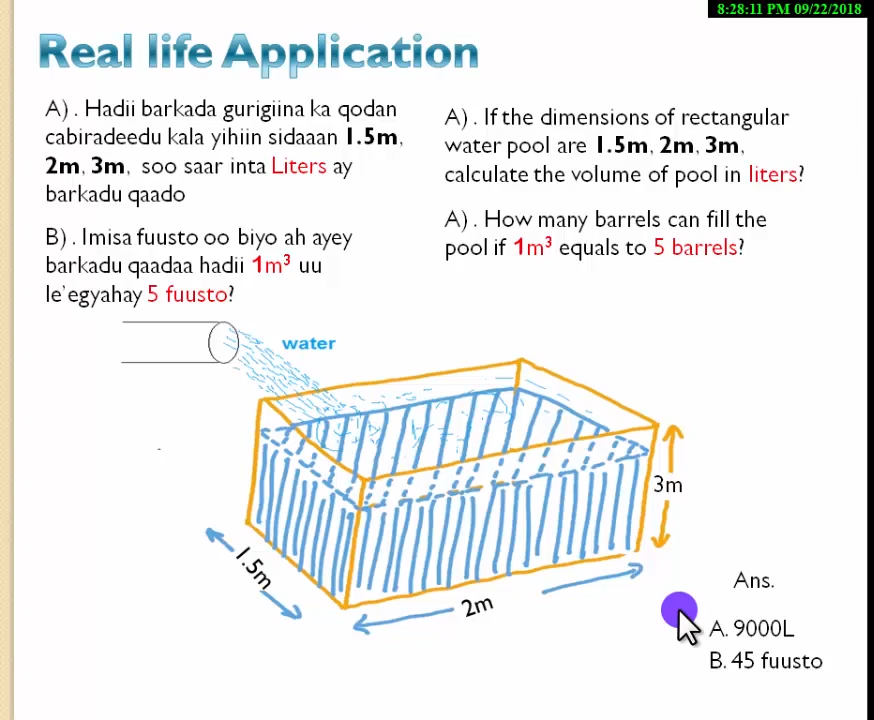 8:28:11 PM 09/22/2018
Real life Application
A) . Hadii barkada gurigiina ka qodan
cabiradeedu kala yihiin sidaaan 1.5m,
2m, 3m, soo saar inta Liters ay
barkadu qaado
B) . Imisa fuusto oo biyo ah ayey
barkadu qaadaa hadii 1m³ uu
le'egyahay 5 fuusto?
A) . If the dimensions of rectangular
water pool are 1.5m, 2m, 3m,
calculate the volume of pool in liters?
A) . How many barrels can fill the
pool if 1m³ equals to 5 barrels?
water
3m
1.5m
2m
Ans.
A. 9000L
B. 45 fuusto